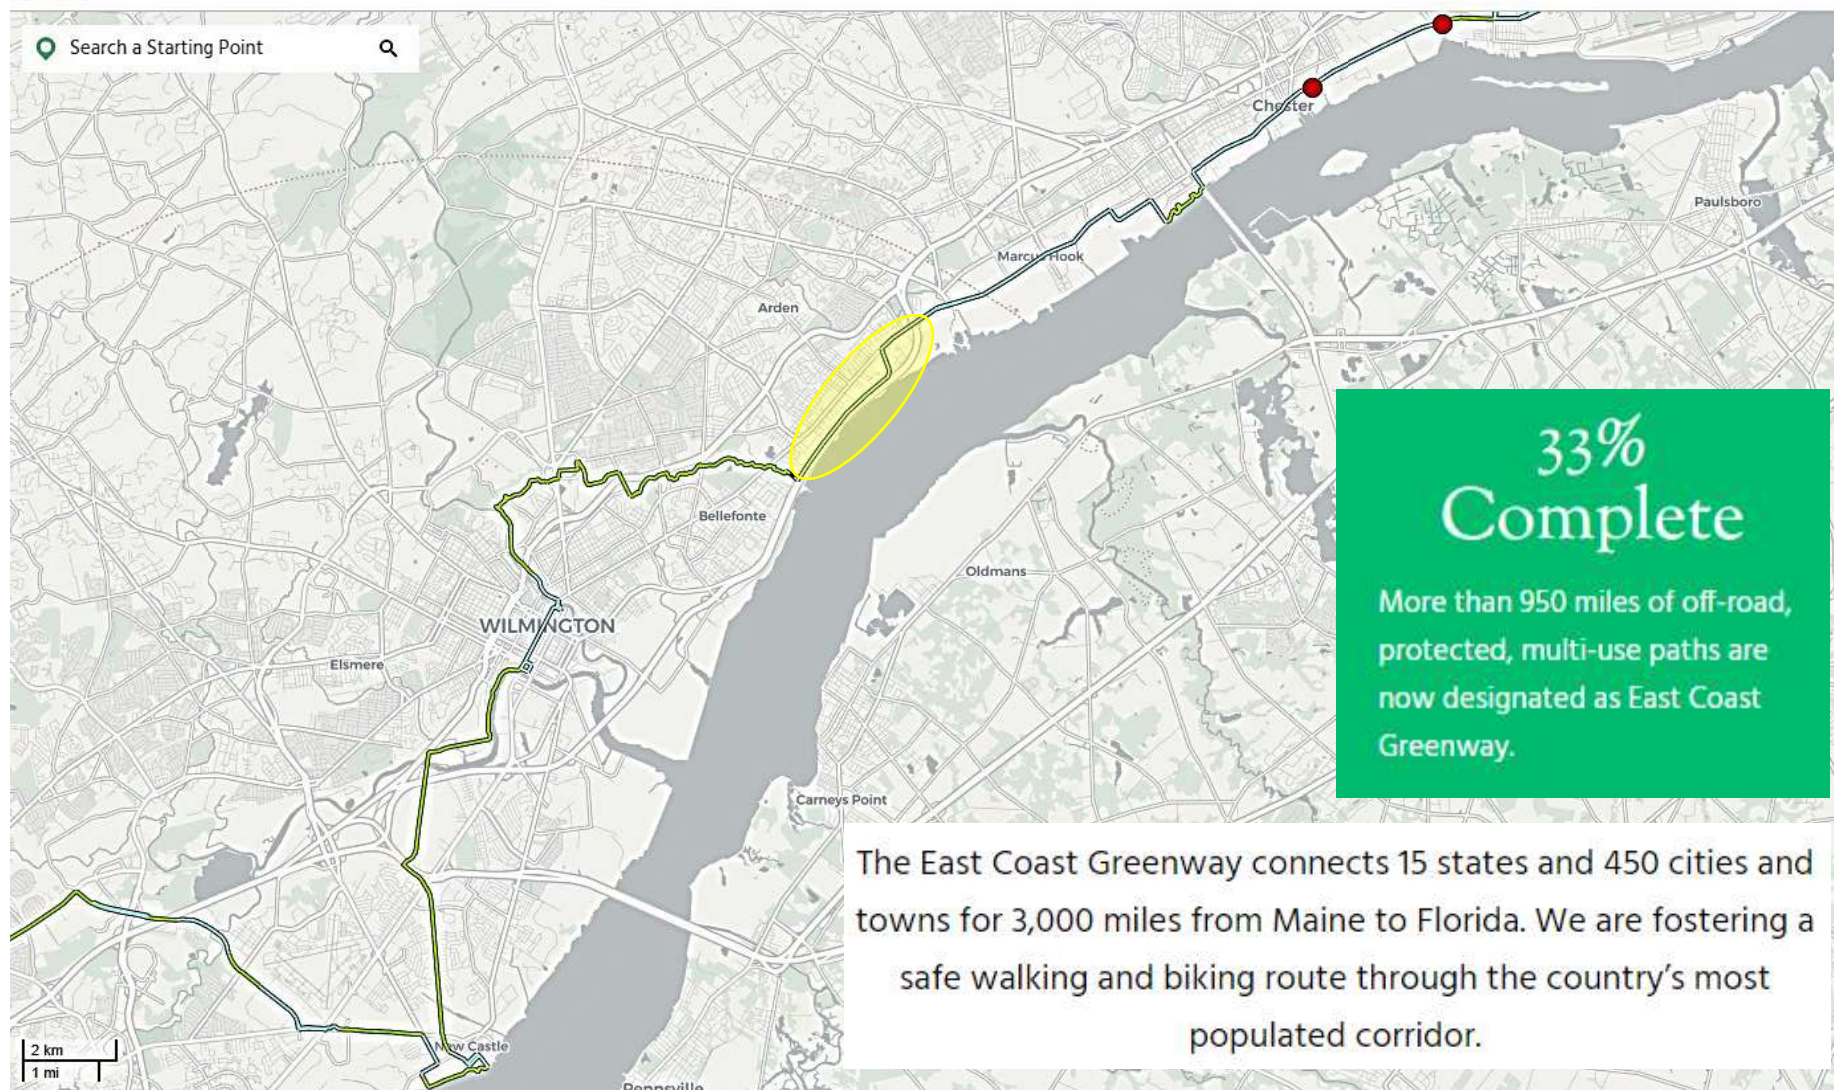 Search a Starting Point
Chester
Paulsboro
Marcus Hook
Arden
Bellefonte
Oldmans
WILMINGTON
Elsmere
Carneys Point
New Castle
Pennsville
2 km
1 mi
33%
Complete
More than 950 miles of off-road,
protected, multi-use paths are
now designated as East Coast
Greenway.
The East Coast Greenway connects 15 states and 450 cities and
towns for 3,000 miles from Maine to Florida. We are fostering a
safe walking and biking route through the country’s most
populated corridor.